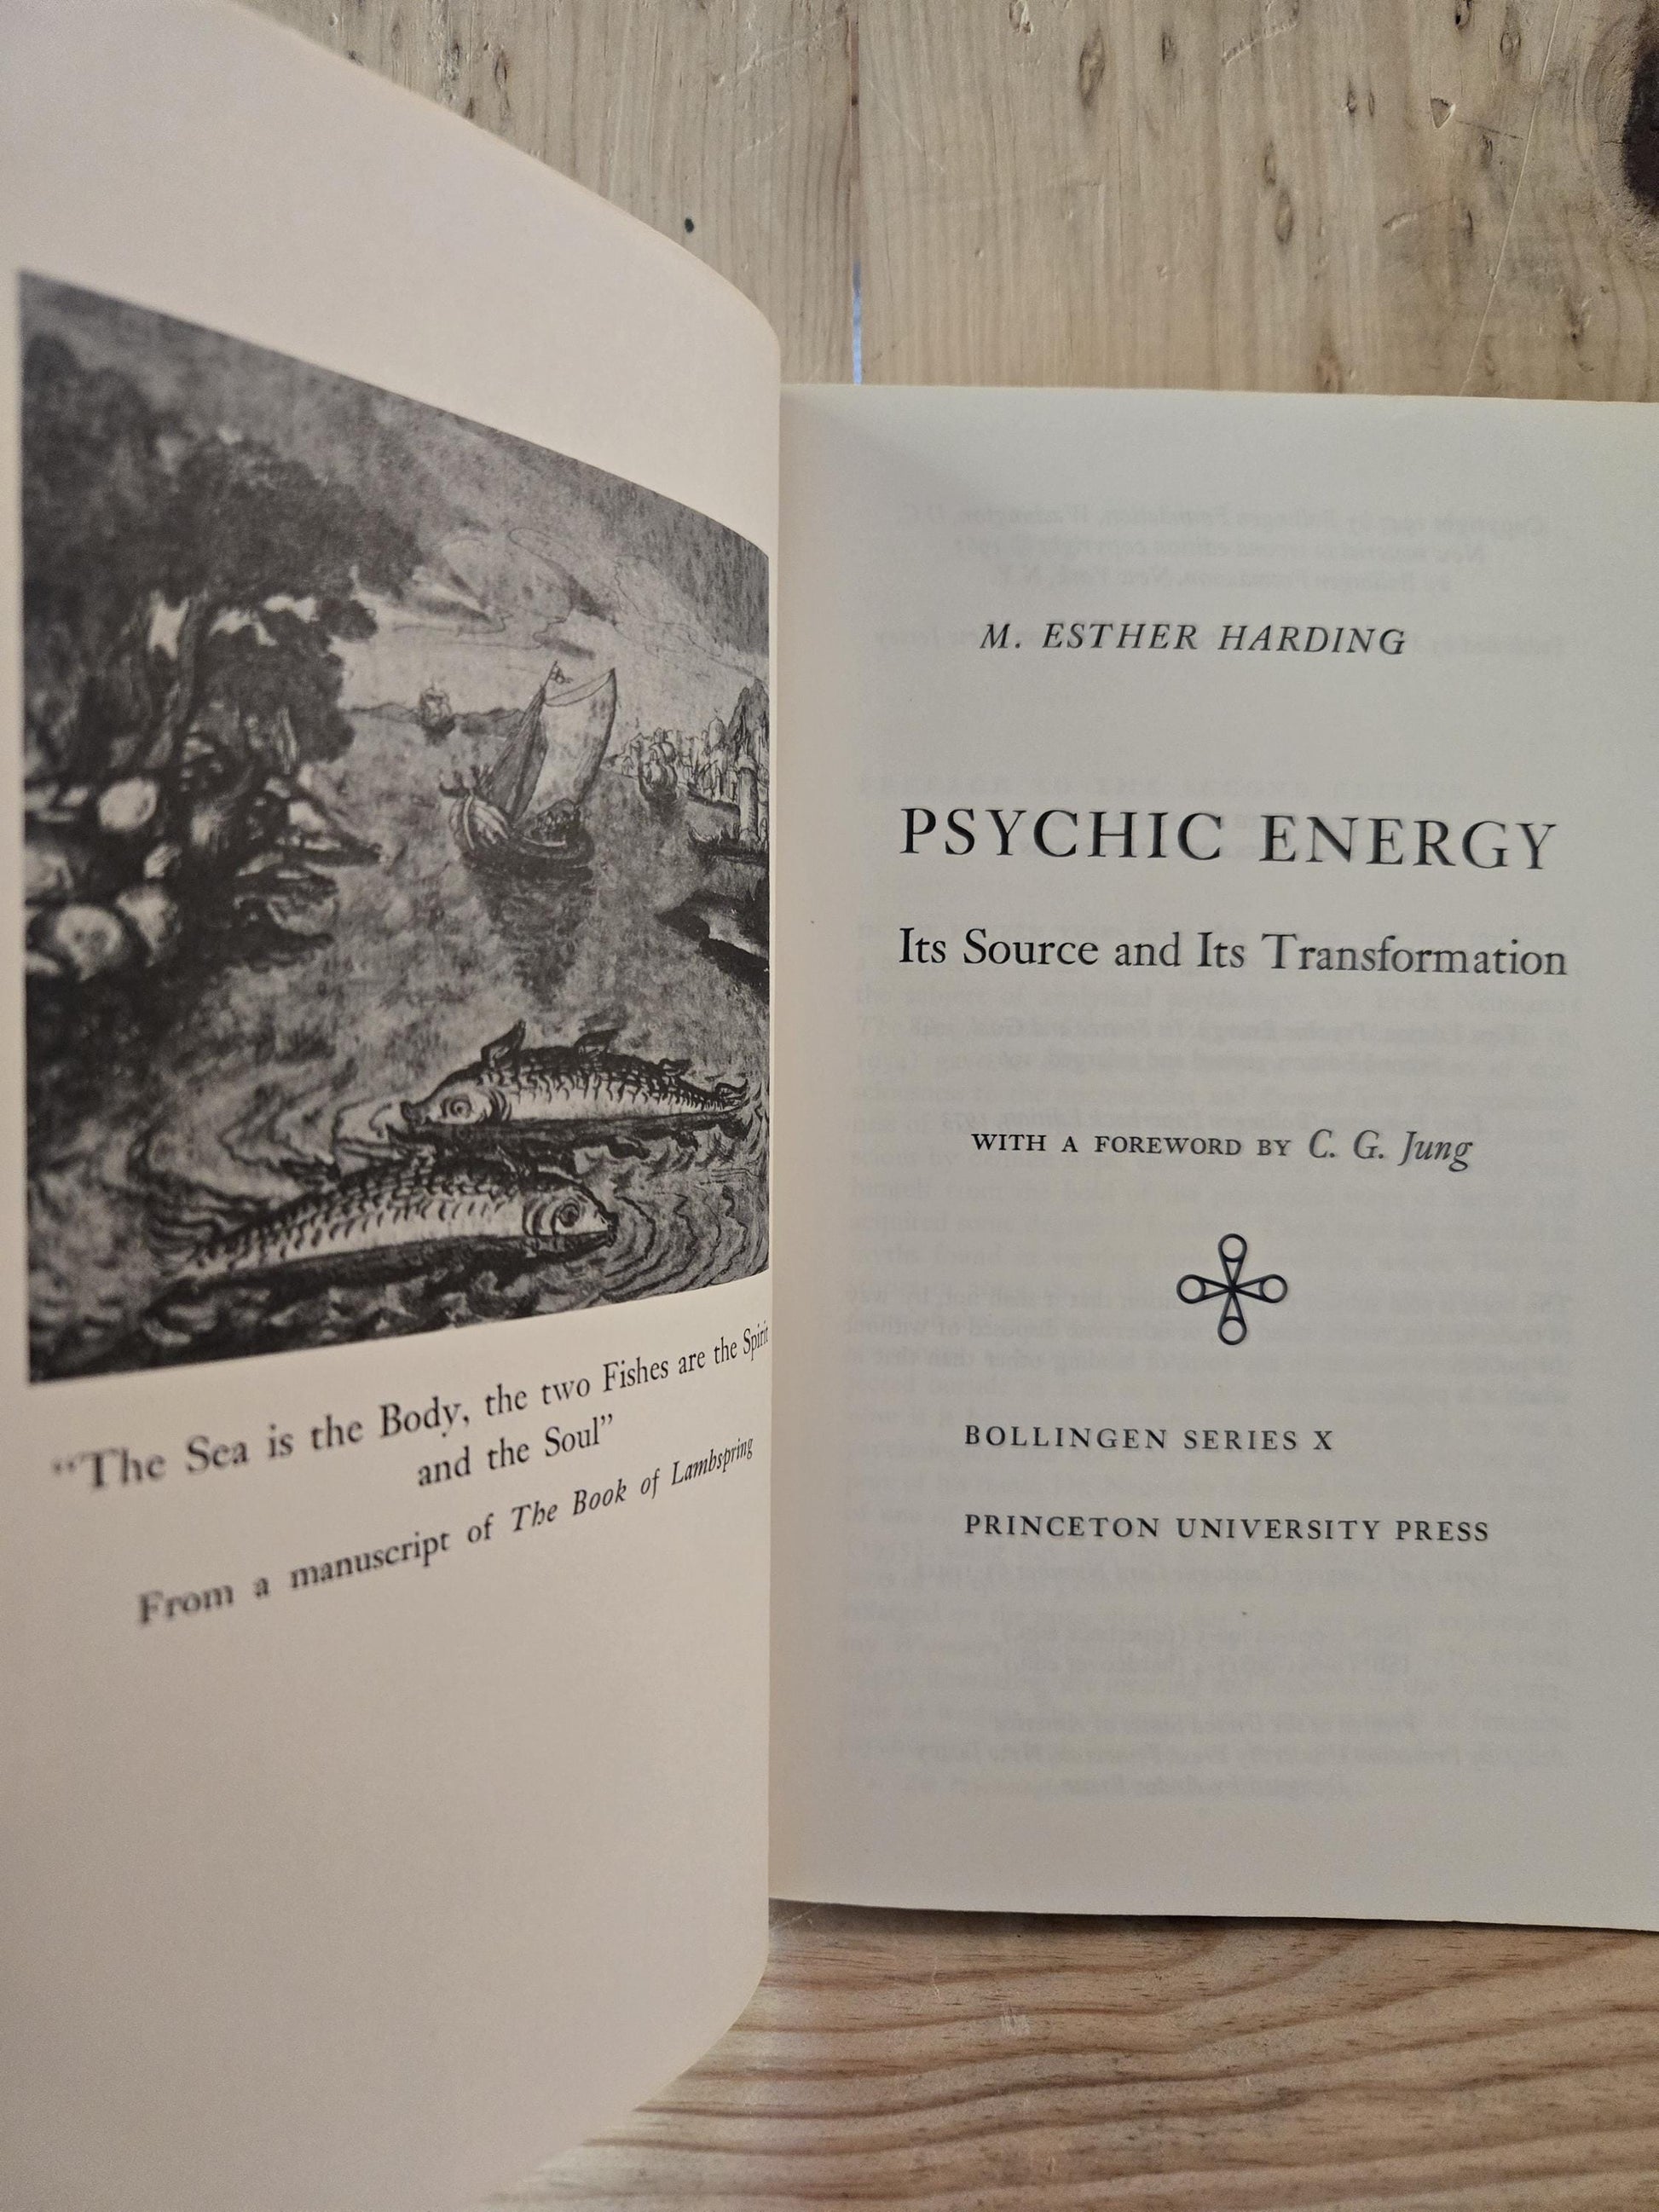 "The Sea is the Body, the two Fishes are the Spirit
and the Soul"
From a manuscript of The Book of Lambspring
M. ESTHER HARDING
PSYCHIC ENERGY
Its Source and Its Transformation
WITH A FOREWORD BY C. G. Jung
BOLLINGEN SERIES X
PRINCETON UNIVERSITY PRESS